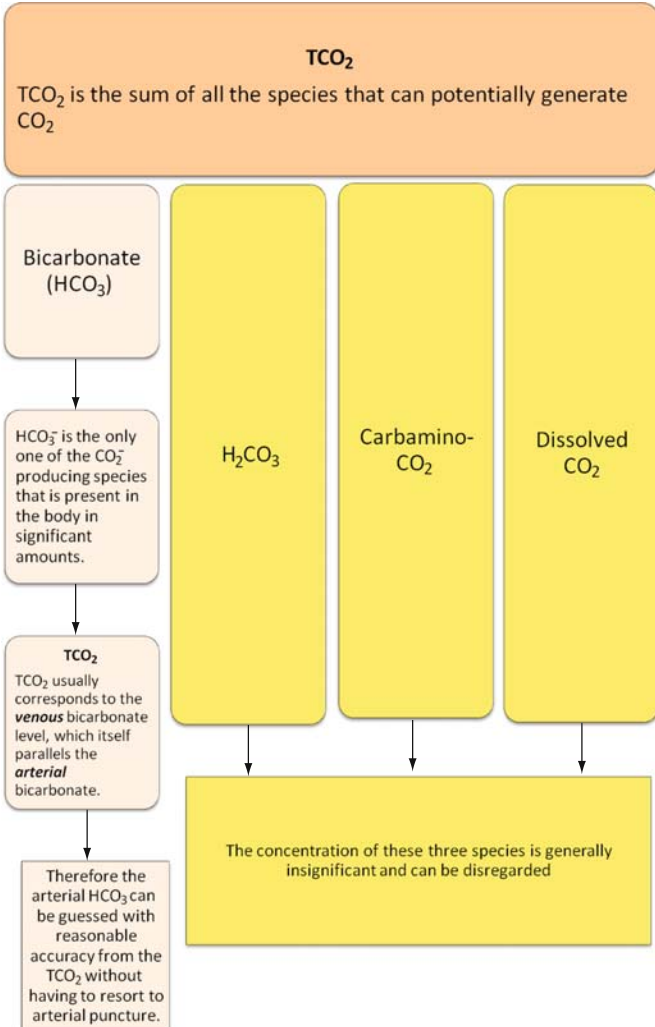 TCO₂
TCO₂ is the sum of all the species that can potentially generate
CO₂
Bicarbonate
(HCO₃)
HCO₃⁻ is the only
one of the CO₂⁻
producing species
that is present in
the body in
significant
amounts.
TCO₂
TCO₂ usually
corresponds to the
venous bicarbonate
level, which itself
parallels the
arterial
bicarbonate.
Therefore the
arterial HCO₃ can
be guessed with
reasonable
accuracy from the
TCO₂ without
having to resort to
arterial puncture.
H₂CO₃
Carbamino-
CO₂
Dissolved
CO₂
The concentration of these three species is generally
insignificant and can be disregarded